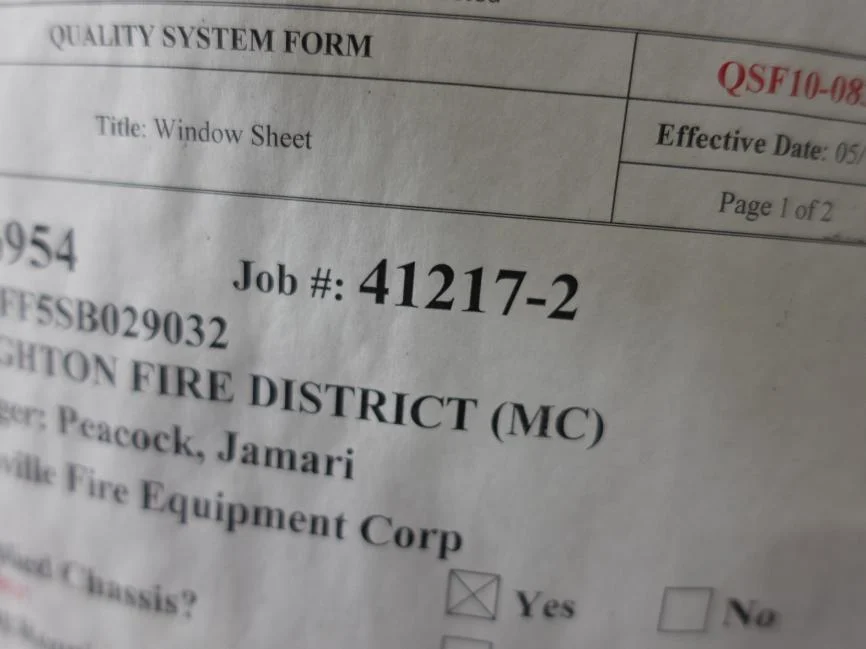 QUALITY SYSTEM FORM
QSF10-08
Title: Window Sheet
Effective Date: 05/
Page 1 of 2
954
Job #: 41217-2
FF5SB029032
GHTON FIRE DISTRICT (MC)
ger: Peacock, Jamari
ville Fire Equipment Corp
Chassis?
Yes
No